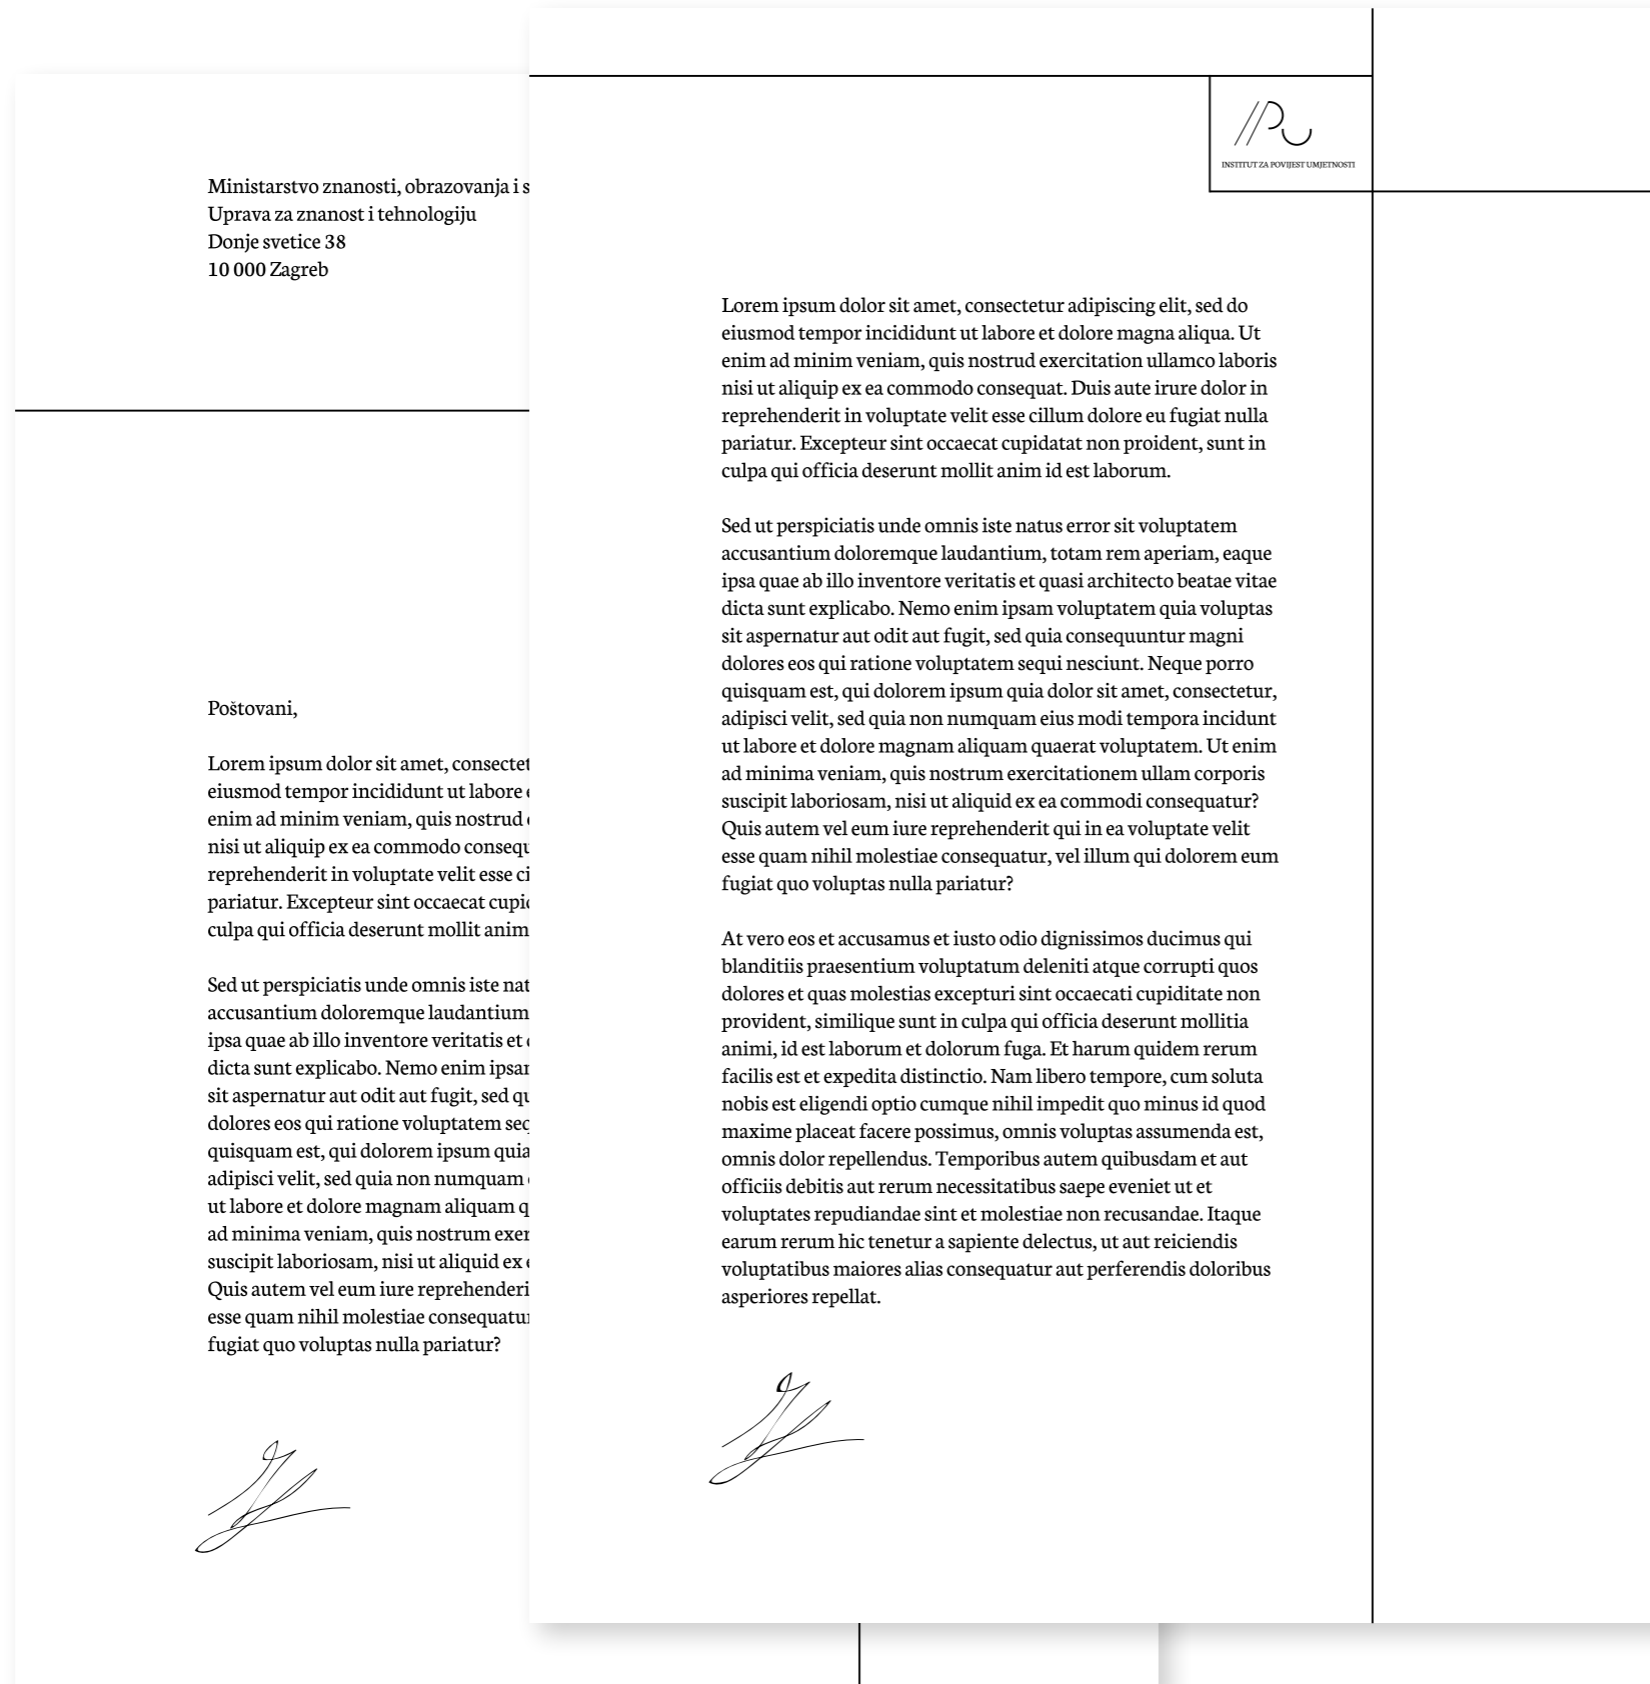 Ministarstvo znanosti, obrazovanja i s
Uprava za znanost i tehnologiju
Donje svetice 38
10 000 Zagreb
Poštovani,
Lorem ipsum dolor sit amet, consectet
eiusmod tempor incididunt ut labore
enim ad minim veniam, quis nostrud
nisi ut aliquip ex ea commodo consequ
reprehenderit in voluptate velit esse ci
pariatur. Excepteur sint occaecat cupi
culpa qui officia deserunt mollit anim
Sed ut perspiciatis unde omnis iste nat
accusantium doloremque laudantium
ipsa quae ab illo inventore veritatis et
dicta sunt explicabo. Nemo enim ipsa
sit aspernatur aut odit aut fugit, sed qu
dolores eos qui ratione voluptatem seq
quisquam est, qui dolorem ipsum quia
adipisci velit, sed quia non numquam
ut labore et dolore magnam aliquam q
ad minima veniam, quis nostrum exer
suscipit laboriosam, nisi ut aliquid ex
Quis autem vel eum iure reprehenderi
esse quam nihil molestiae consequatu
fugiat quo voluptas nulla pariatur?
IPU
INSTITUT ZA POVIJEST UMJETNOSTI
Lorem ipsum dolor sit amet, consectetur adipiscing elit, sed do
eiusmod tempor incididunt ut labore et dolore magna aliqua. Ut
enim ad minim veniam, quis nostrud exercitation ullamco laboris
nisi ut aliquip ex ea commodo consequat. Duis aute irure dolor in
reprehenderit in voluptate velit esse cillum dolore eu fugiat nulla
pariatur. Excepteur sint occaecat cupidatat non proident, sunt in
culpa qui officia deserunt mollit anim id est laborum.
Sed ut perspiciatis unde omnis iste natus error sit voluptatem
accusantium doloremque laudantium, totam rem aperiam, eaque
ipsa quae ab illo inventore veritatis et quasi architecto beatae vitae
dicta sunt explicabo. Nemo enim ipsam voluptatem quia voluptas
sit aspernatur aut odit aut fugit, sed quia consequuntur magni
dolores eos qui ratione voluptatem sequi nesciunt. Neque porro
quisquam est, qui dolorem ipsum quia dolor sit amet, consectetur,
adipisci velit, sed quia non numquam eius modi tempora incidunt
ut labore et dolore magnam aliquam quaerat voluptatem. Ut enim
ad minima veniam, quis nostrum exercitationem ullam corporis
suscipit laboriosam, nisi ut aliquid ex ea commodi consequatur?
Quis autem vel eum iure reprehenderit qui in ea voluptate velit
esse quam nihil molestiae consequatur, vel illum qui dolorem eum
fugiat quo voluptas nulla pariatur?
At vero eos et accusamus et iusto odio dignissimos ducimus qui
blanditiis praesentium voluptatum deleniti atque corrupti quos
dolores et quas molestias excepturi sint occaecati cupiditate non
provident, similique sunt in culpa qui officia deserunt mollitia
animi, id est laborum et dolorum fuga. Et harum quidem rerum
facilis est et expedita distinctio. Nam libero tempore, cum soluta
nobis est eligendi optio cumque nihil impedit quo minus id quod
maxime placeat facere possimus, omnis voluptas assumenda est,
omnis dolor repellendus. Temporibus autem quibusdam et aut
officiis debitis aut rerum necessitatibus saepe eveniet ut et
voluptates repudiandae sint et molestiae non recusandae. Itaque
earum rerum hic tenetur a sapiente delectus, ut aut reiciendis
voluptatibus maiores alias consequatur aut perferendis doloribus
asperiores repellat.